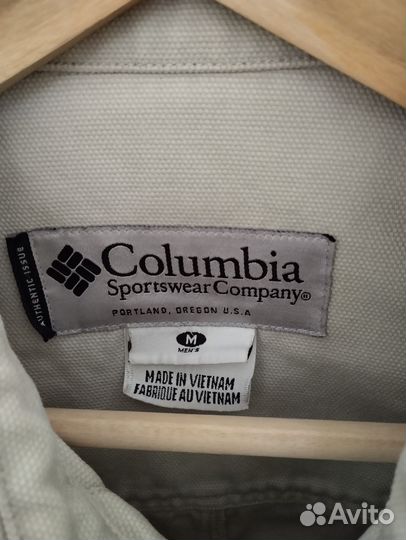 AUTHENTIC ISSUE
Columbia
Sportswear Company®
PORTLAND, OREGON U.S.A
M
MEN'S
MADE IN VIETNAM
FABRIQUE AU VIETNAM
Avito